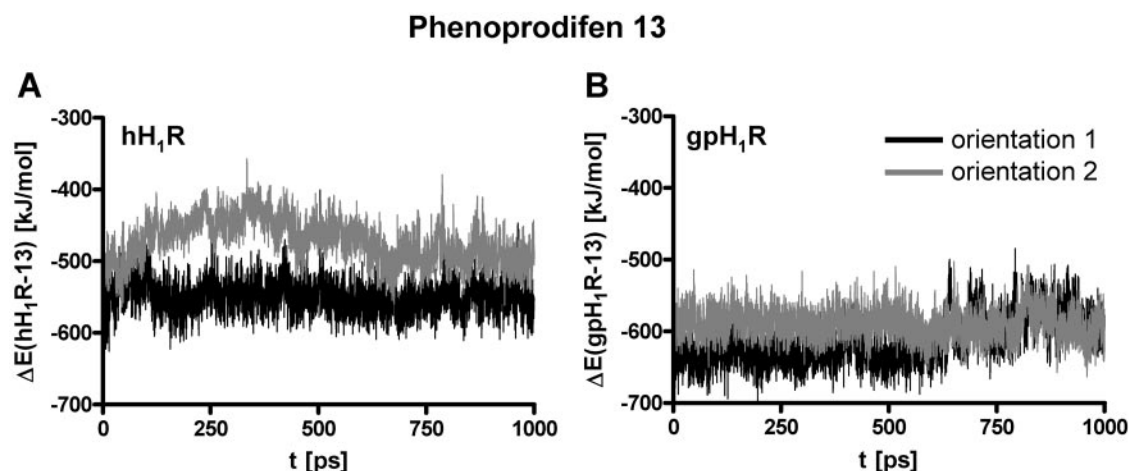 Phenoprodifen 13
A
hH₁R
ΔE(hH₁R-13) [kJ/mol]
-300
-400
-500
-600
-700
0
250
500
750
1000
t [ps]
B
gpH₁R
orientation 1
orientation 2
ΔE(gpH₁R-13) [kJ/mol]
-300
-400
-500
-600
-700
0
250
500
750
1000
t [ps]